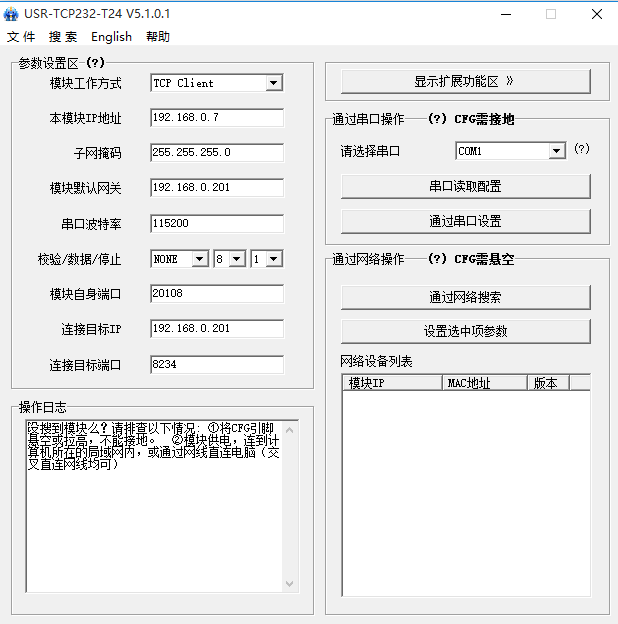 USR-TCP232-T24 V5.1.0.1
文件 搜索 English 帮助
参数设置区 (?)
模块工作方式 TCP Client
本模块IP地址 192.168.0.7
子网掩码 255.255.255.0
模块默认网关 192.168.0.201
串口波特率 115200
校验/数据/停止 NONE 8 1
模块自身端口 20108
连接目标IP 192.168.0.201
连接目标端口 8234
操作日志
没搜到模块么？请排查以下情况：①将CFG引脚
悬空或拉高，不能接地。 ②模块供电，连到计
算机所在的局域网内，或通过网线直连电脑（交
叉直连网线均可）
显示扩展功能区 》
通过串口操作 (?) CFG需接地
请选择串口 COM1 (?)
串口读取配置
通过串口设置
通过网络操作 (?) CFG需悬空
通过网络搜索
设置选中项参数
网络设备列表
模块IP MAC地址 版本